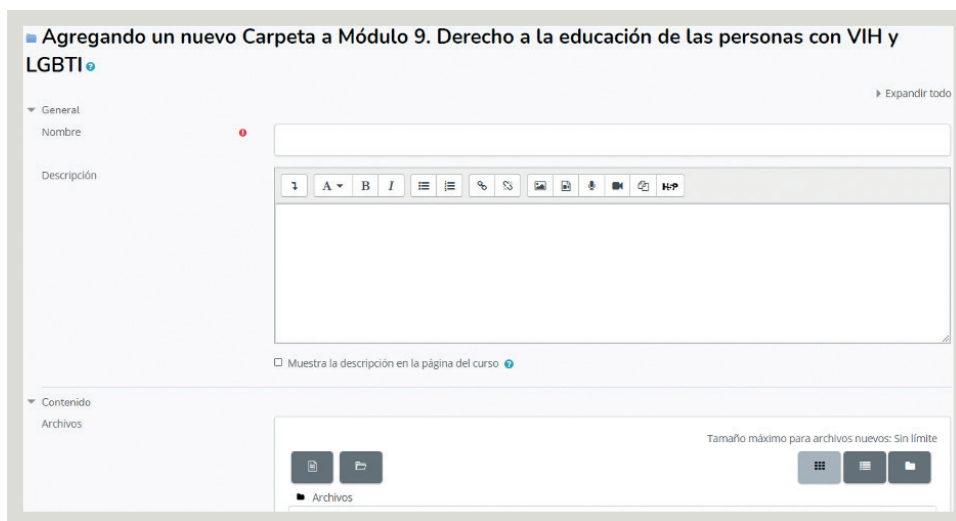 Agregando un nuevo Carpeta a Módulo 9. Derecho a la educación de las personas con VIH y
LGBTI
Expandir todo
General
Nombre
Descripción
A B I H-P
Muestra la descripción en la página del curso
Contenido
Archivos
Tamaño máximo para archivos nuevos: Sin límite
Archivos